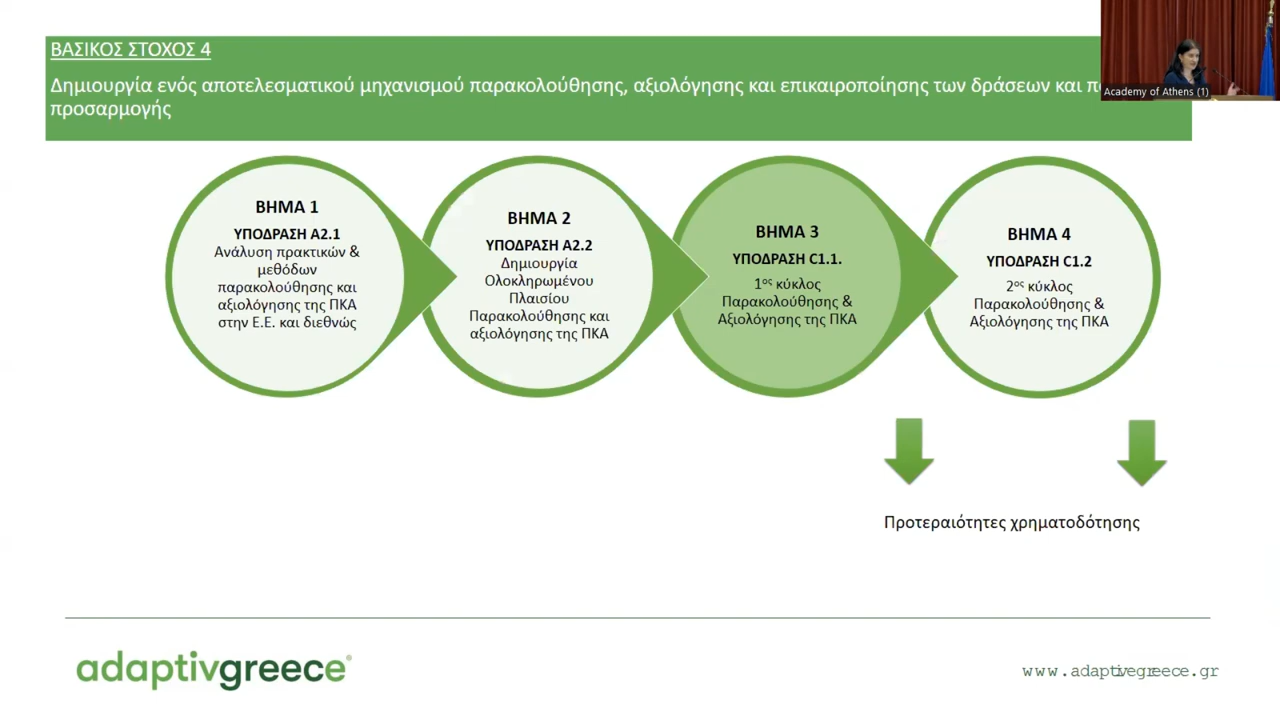 ΒΑΣΙΚΟΣ ΣΤΟΧΟΣ 4
Δημιουργία ενός αποτελεσματικού μηχανισμού παρακολούθησης, αξιολόγησης και επικαιροποίησης των δράσεων και
προσαρμογής
Academy of Athens (1)
ΒΗΜΑ 1
ΥΠΟΔΡΑΣΗ Α2.1
Ανάλυση πρακτικών &
μεθόδων
παρακολούθησης και
αξιολόγησης της ΠΚΑ
στην Ε.Ε. και διεθνώς
ΒΗΜΑ 2
ΥΠΟΔΡΑΣΗ Α2.2
Δημιουργία
Ολοκληρωμένου
Πλαισίου
Παρακολούθησης και
αξιολόγησης της ΠΚΑ
ΒΗΜΑ 3
ΥΠΟΔΡΑΣΗ C1.1.
1ος κύκλος
Παρακολούθησης &
Αξιολόγησης της ΠΚΑ
ΒΗΜΑ 4
ΥΠΟΔΡΑΣΗ C1.2
2ος κύκλος
Παρακολούθησης &
Αξιολόγησης της ΠΚΑ
Προτεραιότητες χρηματοδότησης
adaptivgreece
www.adaptivegreece.gr